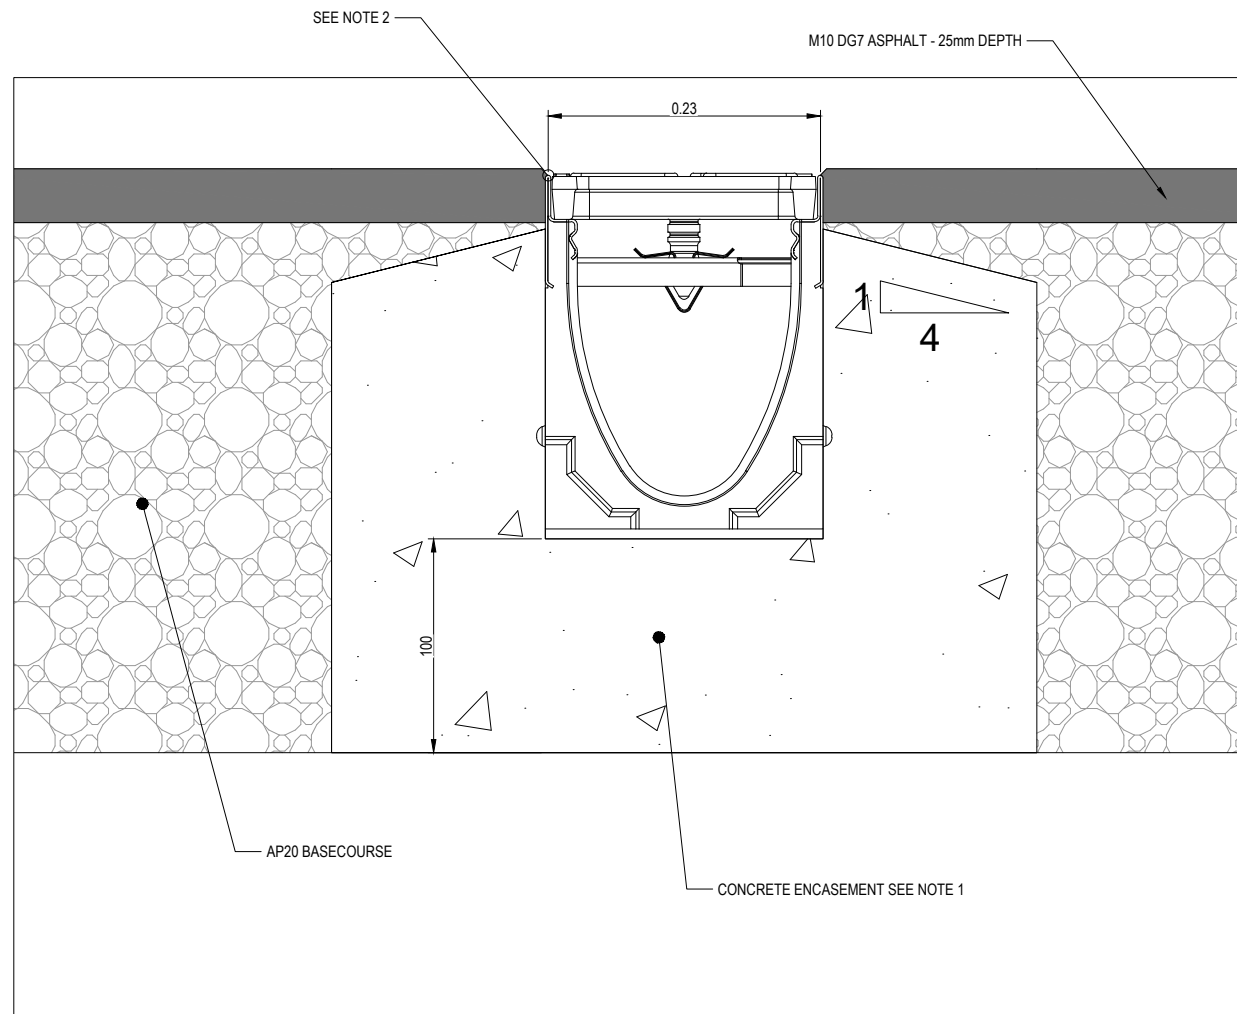 SEE NOTE 2
M10 DG7 ASPHALT - 25mm DEPTH
0.23
1
4
100
AP20 BASECOURSE
CONCRETE ENCASEMENT SEE NOTE 1